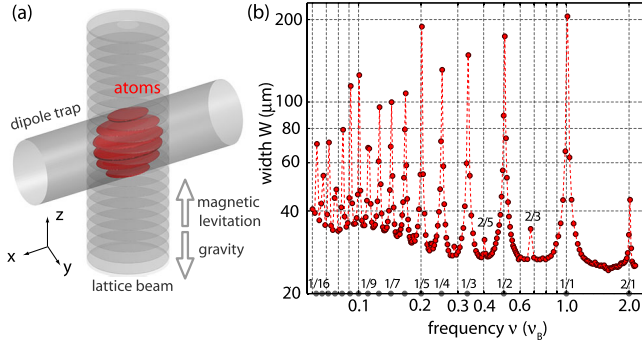 (a)
atoms
dipole trap
magnetic
levitation
gravity
z
x
y
lattice beam
(b)
width W (μm)
200
100
80
60
40
20
2/5
2/3
1/16
1/9
1/7
1/5
1/4
1/3
1/2
1/1
2/1
0.1
0.2
0.3
0.4
0.6
1.0
2.0
frequency ν (ν_B)